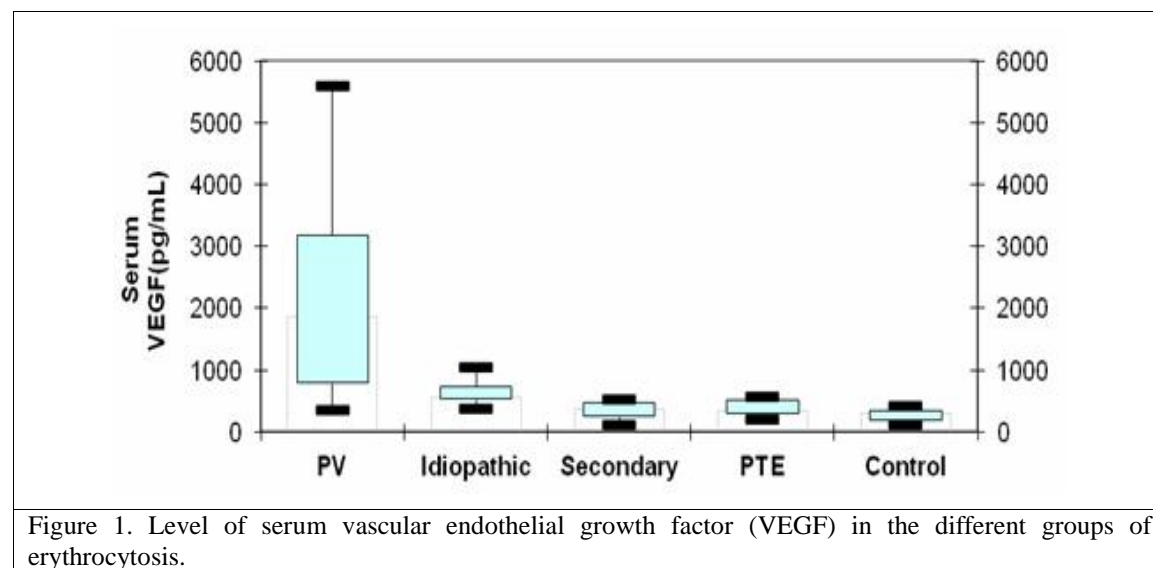 6000 6000
5000 5000
4000 4000
3000 3000
2000 2000
1000 1000
0 0
Serum
VEGF(pg/mL)
PV Idiopathic Secondary PTE Control
Figure 1. Level of serum vascular endothelial growth factor (VEGF) in the different groups of
erythrocytosis.